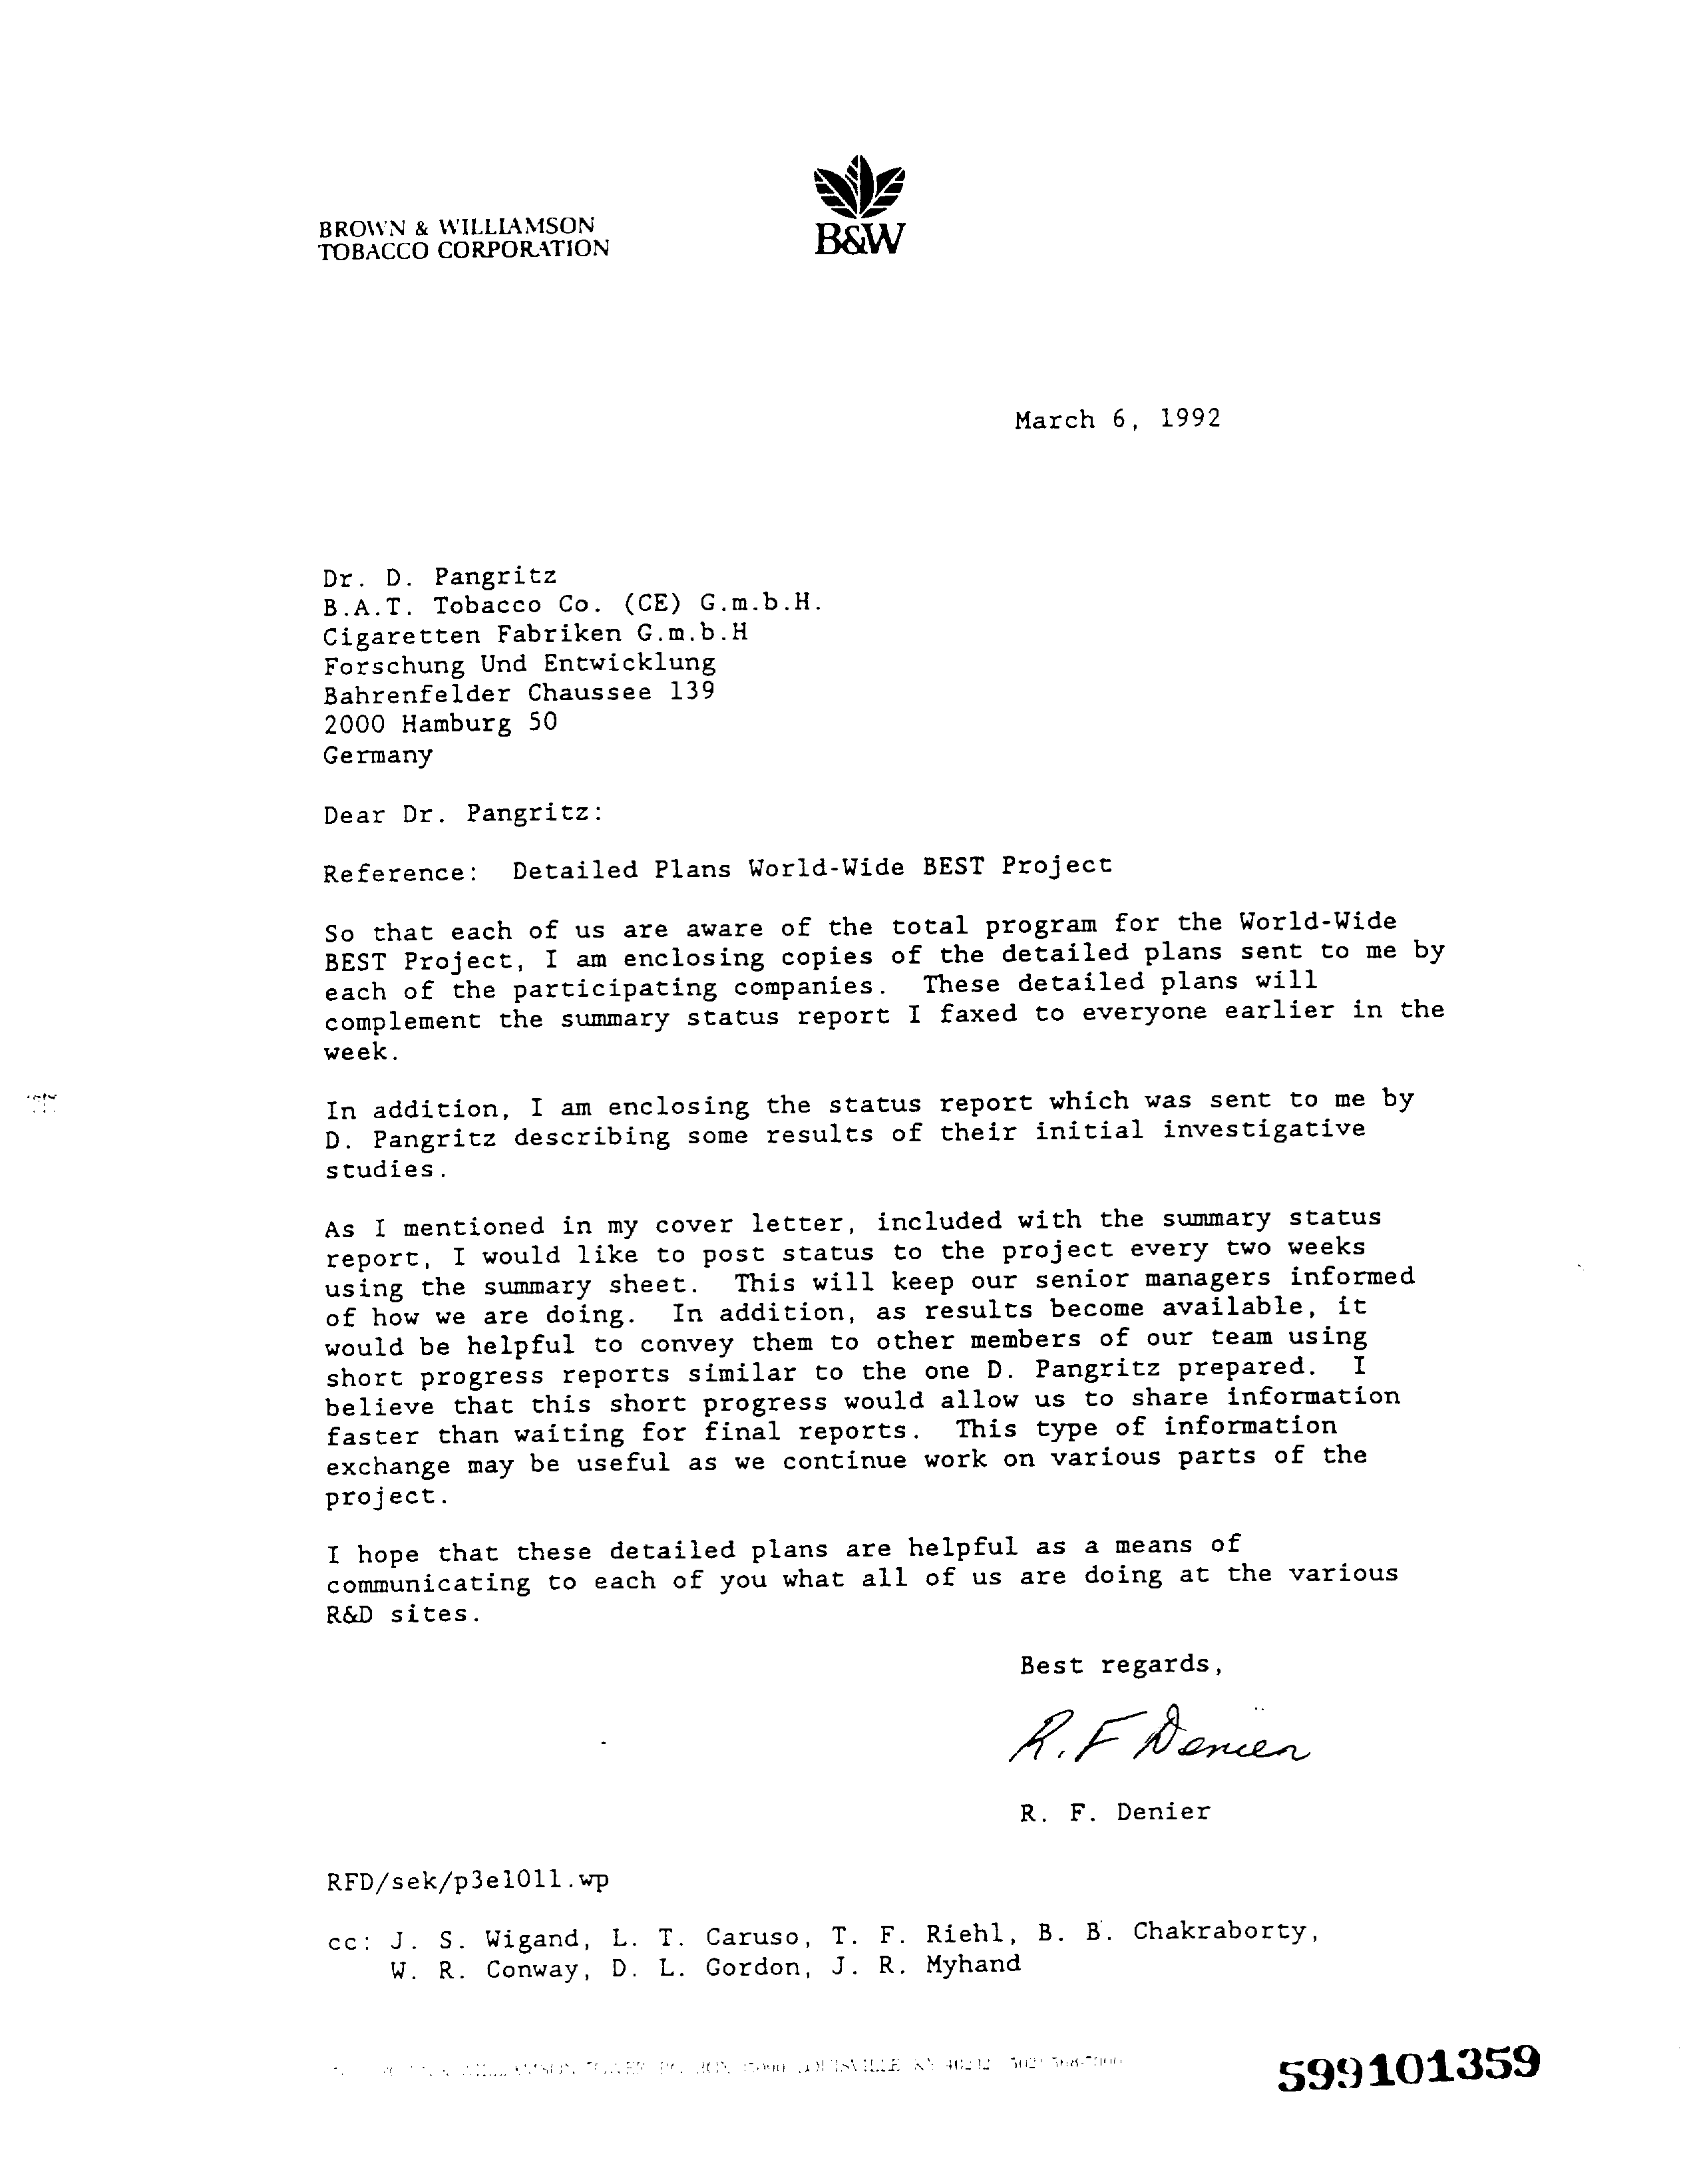 BROWN & WILLIAMSON
TOBACCO CORPORATION
B&W
March 6, 1992
Dr. D. Pangritz
B.A.T. Tobacco Co. (CE) G.m.b.H.
Cigaretten Fabriken G.m.b.H
Forschung Und Entwicklung
Bahrenfelder Chaussee 139
2000 Hamburg 50
Germany
Dear Dr. Pangritz:
Reference:  Detailed Plans World-Wide BEST Project
So that each of us are aware of the total program for the World-Wide
BEST Project, I am enclosing copies of the detailed plans sent to me by
each of the participating companies.  These detailed plans will
complement the summary status report I faxed to everyone earlier in the
week.
In addition, I am enclosing the status report which was sent to me by
D. Pangritz describing some results of their initial investigative
studies.
As I mentioned in my cover letter, included with the summary status
report, I would like to post status to the project every two weeks
using the summary sheet.  This will keep our senior managers informed
of how we are doing.  In addition, as results become available, it
would be helpful to convey them to other members of our team using
short progress reports similar to the one D. Pangritz prepared.  I
believe that this short progress would allow us to share information
faster than waiting for final reports.  This type of information
exchange may be useful as we continue work on various parts of the
project.
I hope that these detailed plans are helpful as a means of
communicating to each of you what all of us are doing at the various
R&D sites.
Best regards,
R. F Denier
R. F. Denier
RFD/sek/p3e1011.wp
cc: J. S. Wigand, L. T. Caruso, T. F. Riehl, B. B. Chakraborty,
W. R. Conway, D. L. Gordon, J. R. Myhand
LOUISVILLE KY
599101359